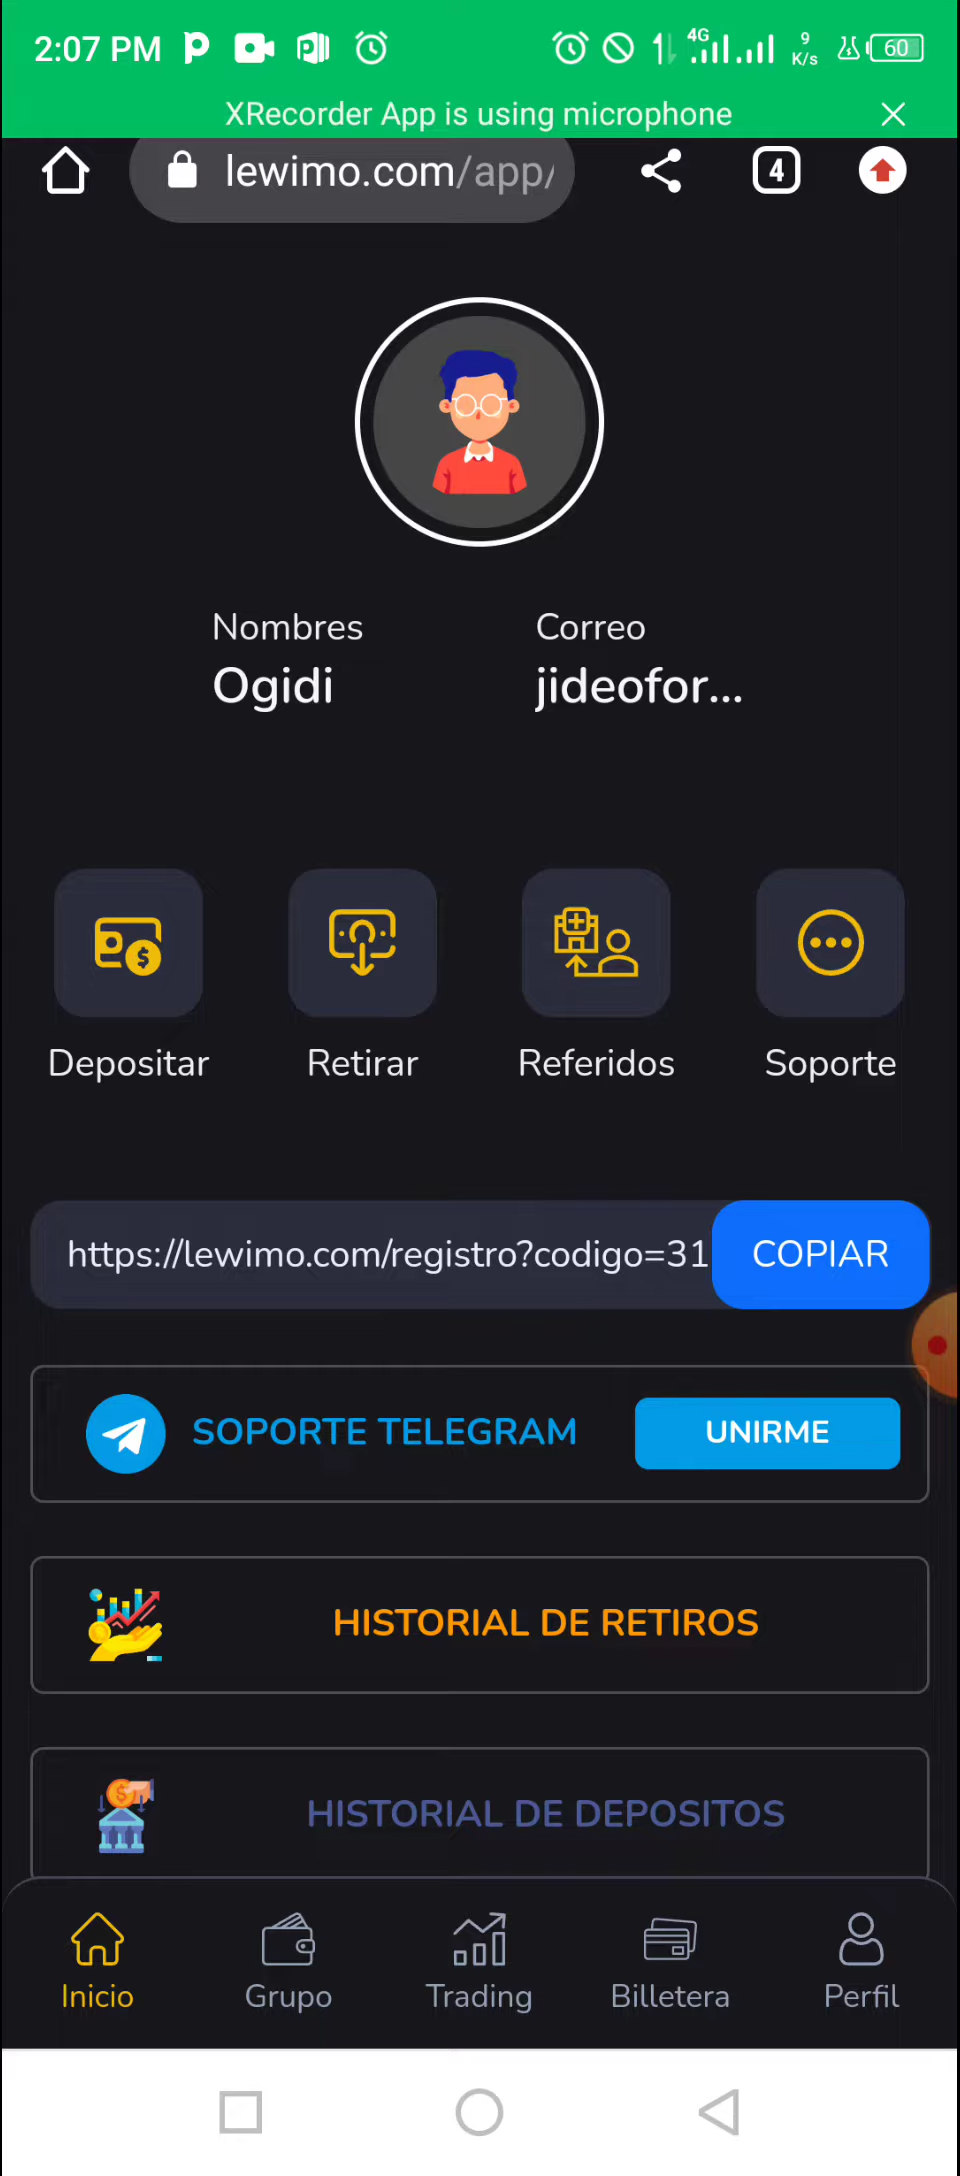 2:07 PM
4G 9 K/s 60
XRecorder App is using microphone
lewimo.com/app/
4
Nombres
Correo
Ogidi
jideofor...
Depositar
Retirar
Referidos
Soporte
https://lewimo.com/registro?codigo=31
COPIAR
SOPORTE TELEGRAM
UNIRME
HISTORIAL DE RETIROS
HISTORIAL DE DEPOSITOS
Inicio
Grupo
Trading
Billetera
Perfil